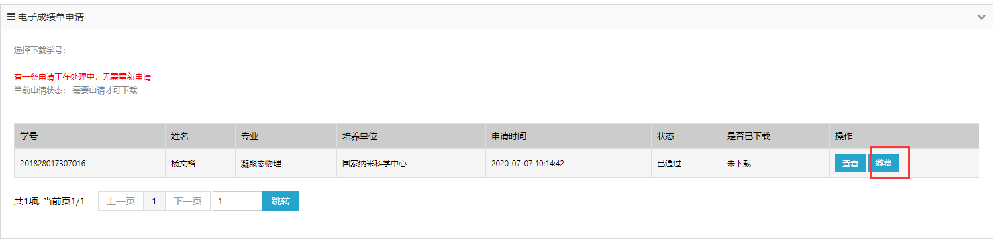 电子成绩单申请
选择下载学号:
有一条申请正在处理中，无需重新申请
当前申请状态： 需要申请才可下载
学号 姓名 专业 培养单位 申请时间 状态 是否已下载 操作
201828017307016 杨文楷 凝聚态物理 国家纳米科学中心 2020-07-07 10:14:42 已通过 未下载 查看 缴费
共1项, 当前页1/1 上一页 1 下一页 1 跳转